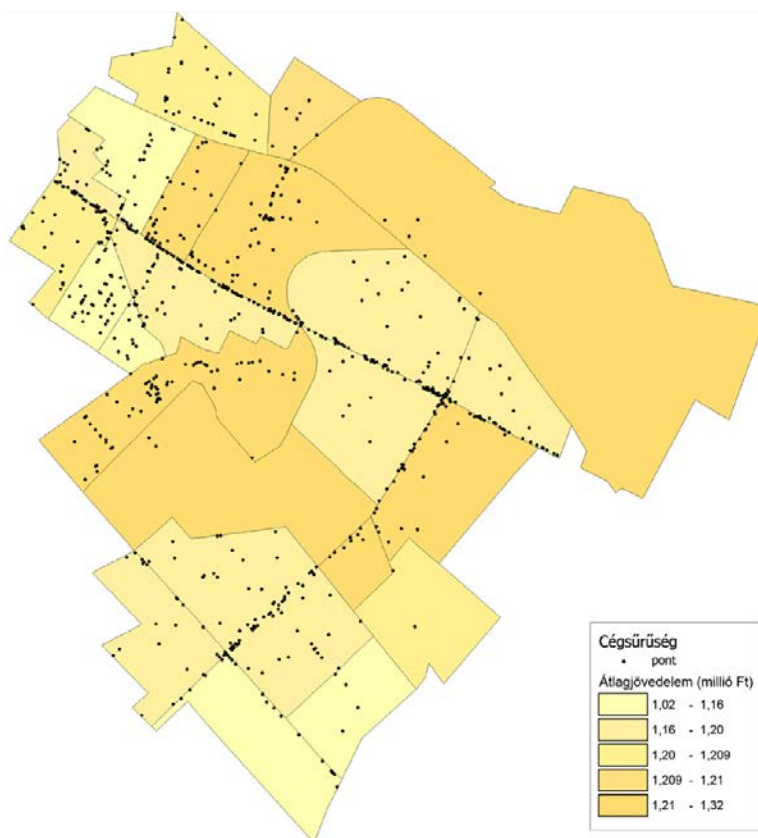 Cégsűrűség
pont
Átlagjövedelem (millió Ft)
1,02 - 1,16
1,16 - 1,20
1,20 - 1,209
1,209 - 1,21
1,21 - 1,32